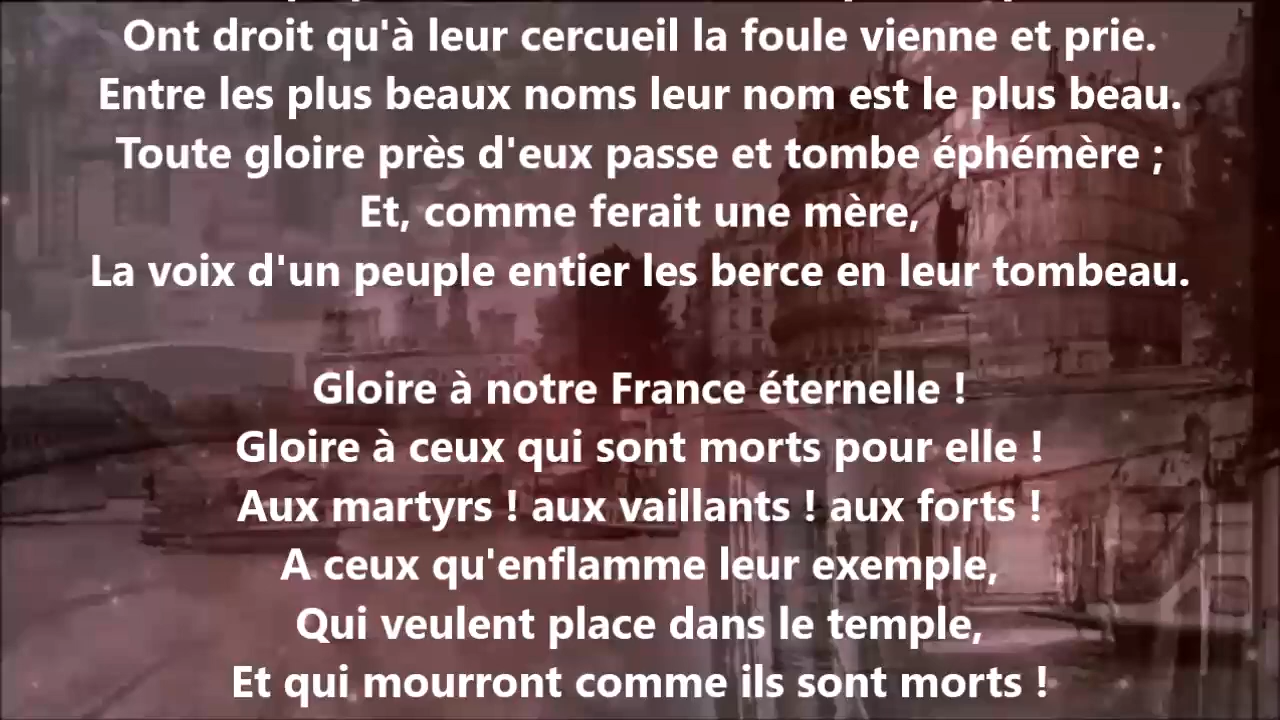 Ont droit qu'à leur cercueil la foule vienne et prie.
Entre les plus beaux noms leur nom est le plus beau.
Toute gloire près d'eux passe et tombe éphémère ;
Et, comme ferait une mère,
La voix d'un peuple entier les berce en leur tombeau.
Gloire à notre France éternelle !
Gloire à ceux qui sont morts pour elle !
Aux martyrs ! aux vaillants ! aux forts !
A ceux qu'enflamme leur exemple,
Qui veulent place dans le temple,
Et qui mourront comme ils sont morts !